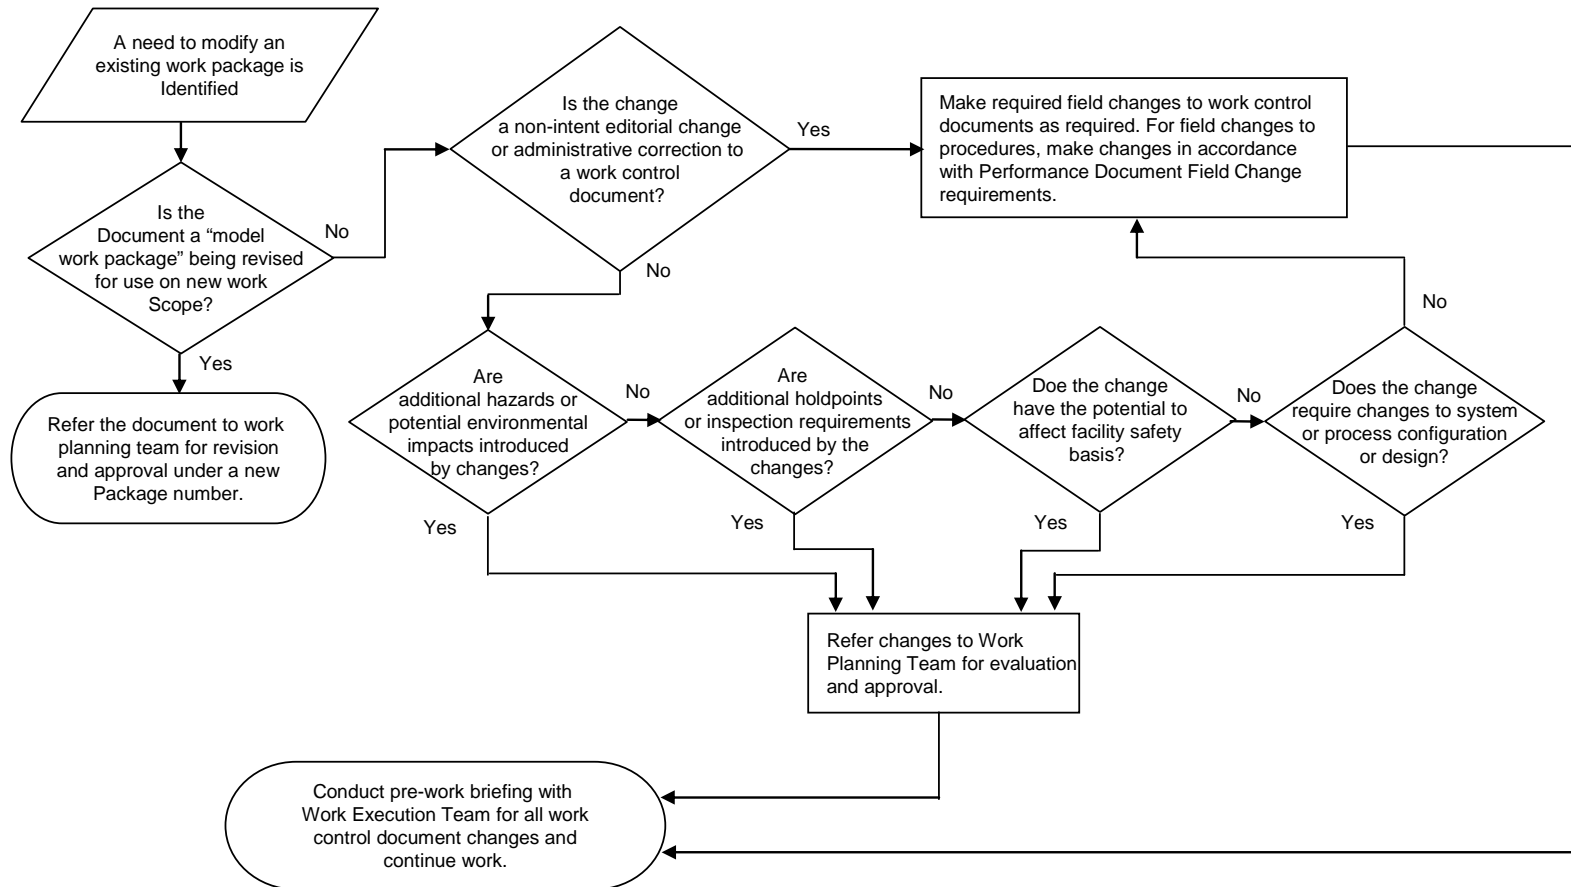 A need to modify an
existing work package is
Identified
Is the
Document a “model
work package” being revised
for use on new work
Scope?
No
Yes
Refer the document to work
planning team for revision
and approval under a new
Package number.
Is the change
a non-intent editorial change
or administrative correction to
a work control
document?
Yes
No
Make required field changes to work control
documents as required. For field changes to
procedures, make changes in accordance
with Performance Document Field Change
requirements.
Are
additional hazards or
potential environmental
impacts introduced
by changes?
No
Yes
Are
additional holdpoints
or inspection requirements
introduced by the
changes?
No
Yes
Doe the change
have the potential to
affect facility safety
basis?
No
Yes
Does the change
require changes to system
or process configuration
or design?
No
Yes
Refer changes to Work
Planning Team for evaluation
and approval.
Conduct pre-work briefing with
Work Execution Team for all work
control document changes and
continue work.